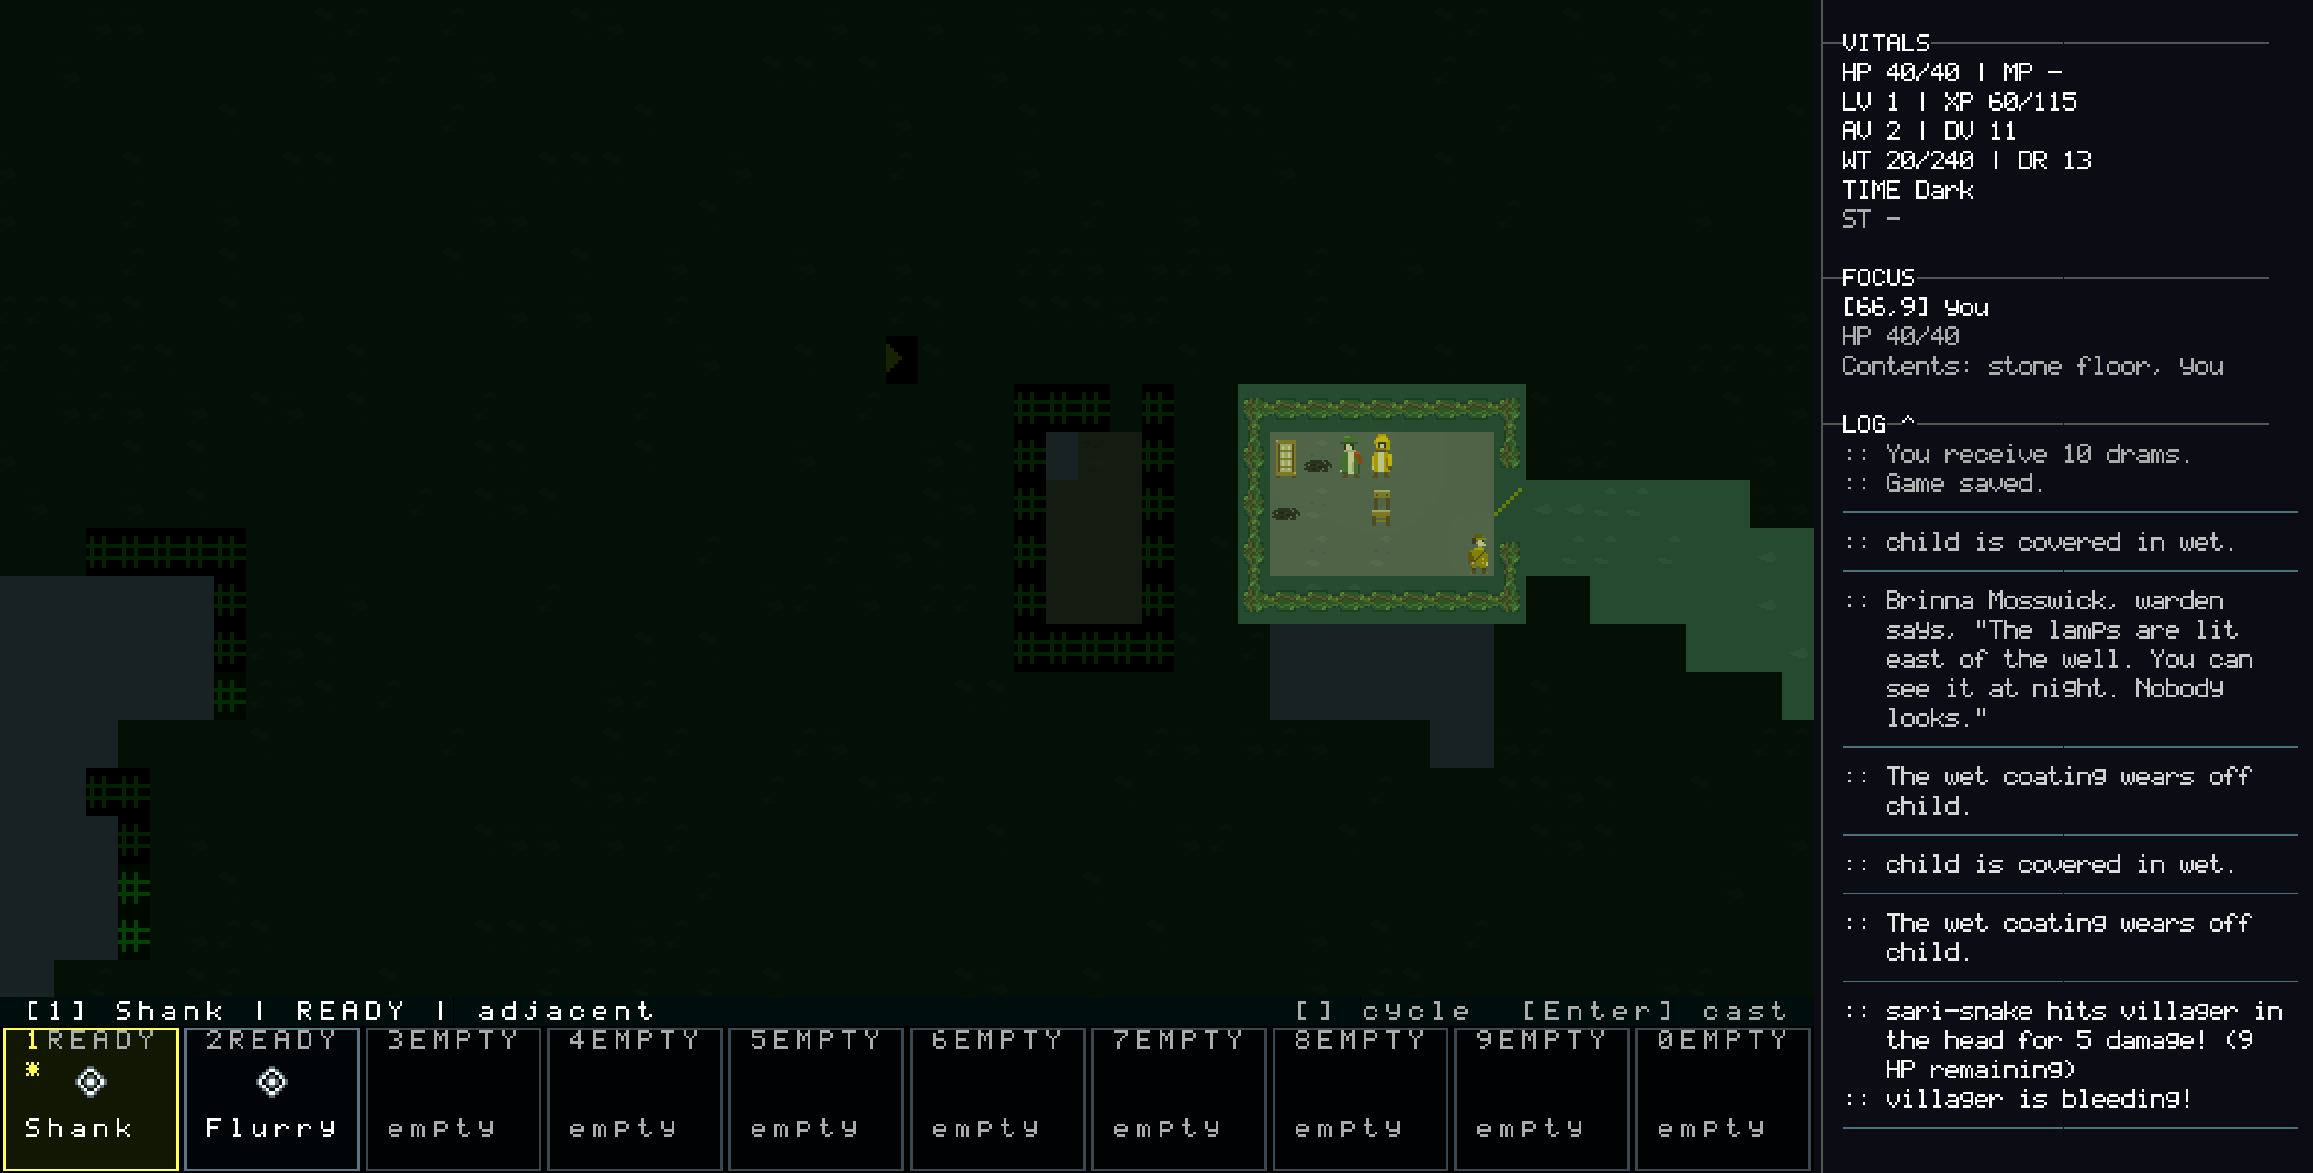 VITALS
HP 40/40 | MP -
LV 1 | XP 60/115
AV 2 | DV 11
WT 20/240 | DR 13
TIME Dark
ST -
FOCUS
[66,9] You
HP 40/40
Contents: stone floor, You
LOG ^
:: You receive 10 drams.
:: Game saved.
:: child is covered in wet.
:: Brinna Mosswick, warden
says, "The lamps are lit
east of the well. You can
see it at night. Nobody
looks."
:: The wet coating wears off
child.
:: child is covered in wet.
:: The wet coating wears off
child.
:: sari-snake hits villager in
the head for 5 damage! (9
HP remaining)
:: villager is bleeding!
[1] Shank | READY | adjacent
[] cycle [Enter] cast
1READY
*
Shank
2READY
Flurry
3EMPTY
empty
4EMPTY
empty
5EMPTY
empty
6EMPTY
empty
7EMPTY
empty
8EMPTY
empty
9EMPTY
empty
0EMPTY
empty